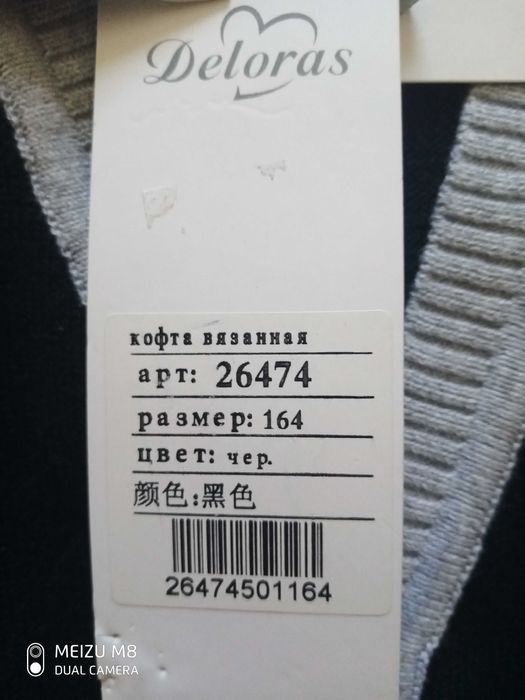 Deloras
кофта вязанная
арт: 26474
размер: 164
цвет: чер.
颜色:黑色
26474501164
MEIZU M8
DUAL CAMERA